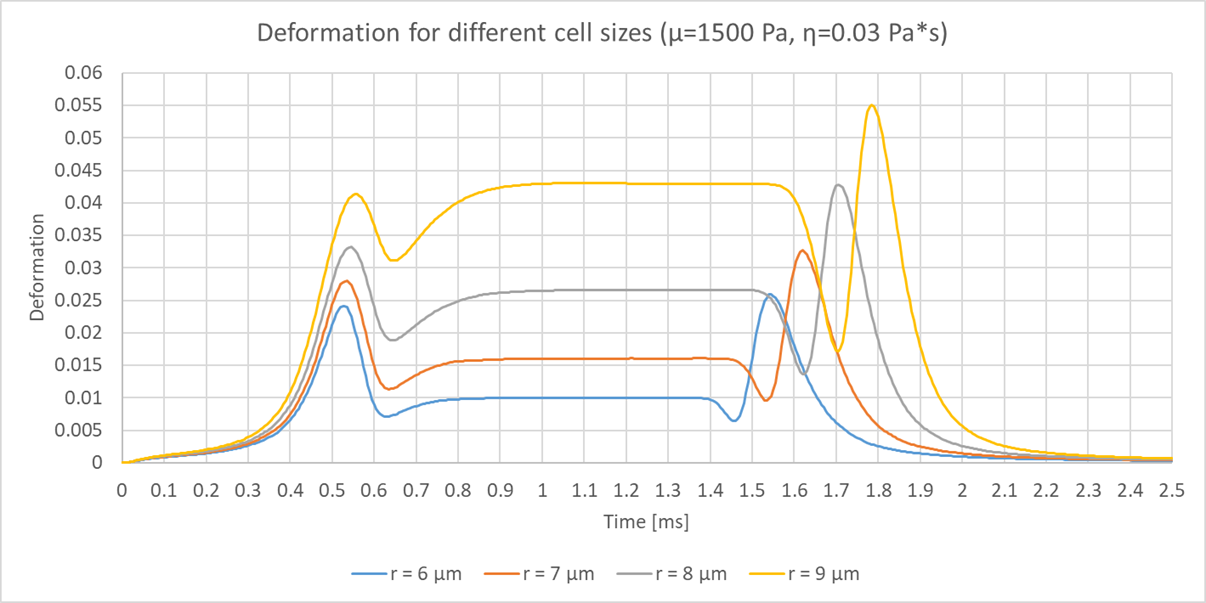 Deformation for different cell sizes (μ=1500 Pa, η=0.03 Pa*s)
0.06
0.055
0.05
0.045
0.04
0.035
0.03
0.025
0.02
0.015
0.01
0.005
0
Deformation
0 0.1 0.2 0.3 0.4 0.5 0.6 0.7 0.8 0.9 1 1.1 1.2 1.3 1.4 1.5 1.6 1.7 1.8 1.9 2 2.1 2.2 2.3 2.4 2.5
Time [ms]
r = 6 μm r = 7 μm r = 8 μm r = 9 μm